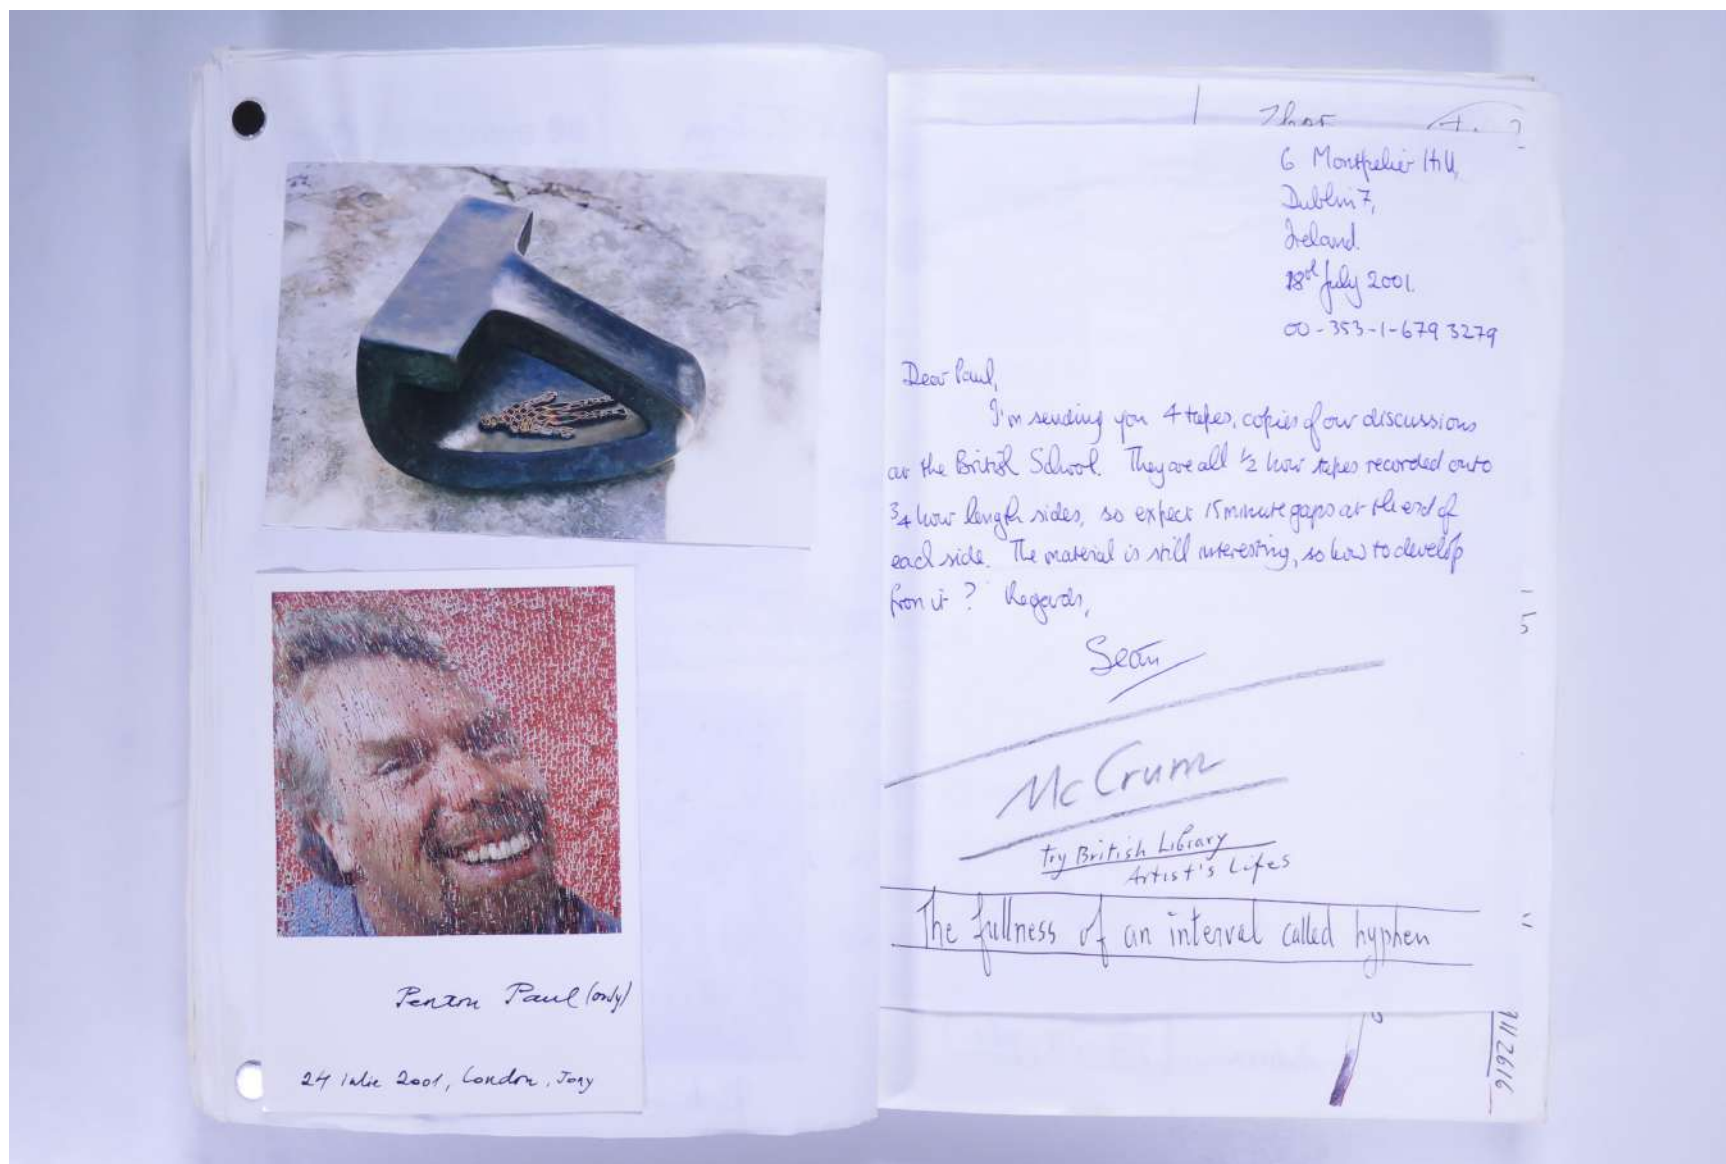 Paul (only)
24 iulie 2001, London, Jony
6 Montpelier Hill,
Dublin 7,
Ireland.
18th July 2001.
00-353-1-679 3279
Dear Paul,
I'm sending you 4 tapes, copies of our discussions
at the British School. They are all 1/2 hour tapes recorded onto
3/4 hour length sides, so expect 15 minute gaps at the end of
each side. The material is still interesting, so how to develop
from it? Regards,
Seán
McCrum
try British Library
Artist's Lifes
The fullness of an interval called hyphen